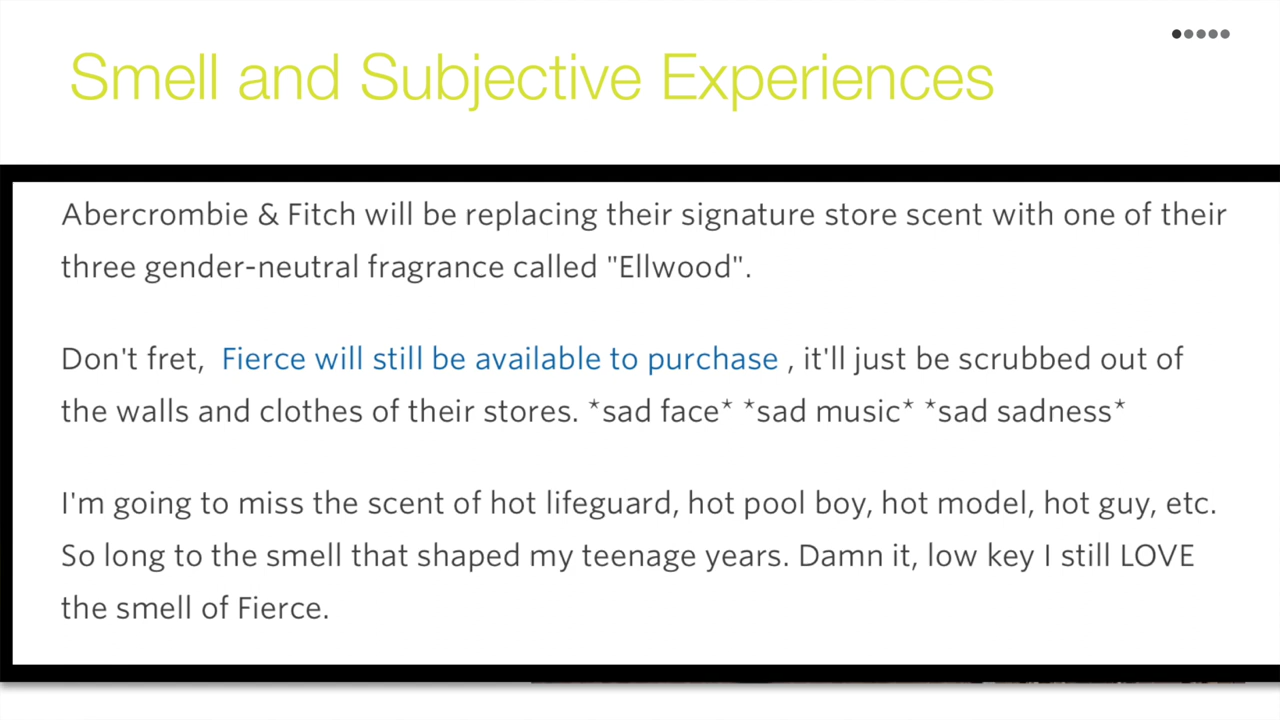 Smell and Subjective Experiences
Abercrombie & Fitch will be replacing their signature store scent with one of their
three gender-neutral fragrance called "Ellwood".
Don't fret, Fierce will still be available to purchase , it'll just be scrubbed out of
the walls and clothes of their stores. *sad face* *sad music* *sad sadness*
I'm going to miss the scent of hot lifeguard, hot pool boy, hot model, hot guy, etc.
So long to the smell that shaped my teenage years. Damn it, low key I still LOVE
the smell of Fierce.